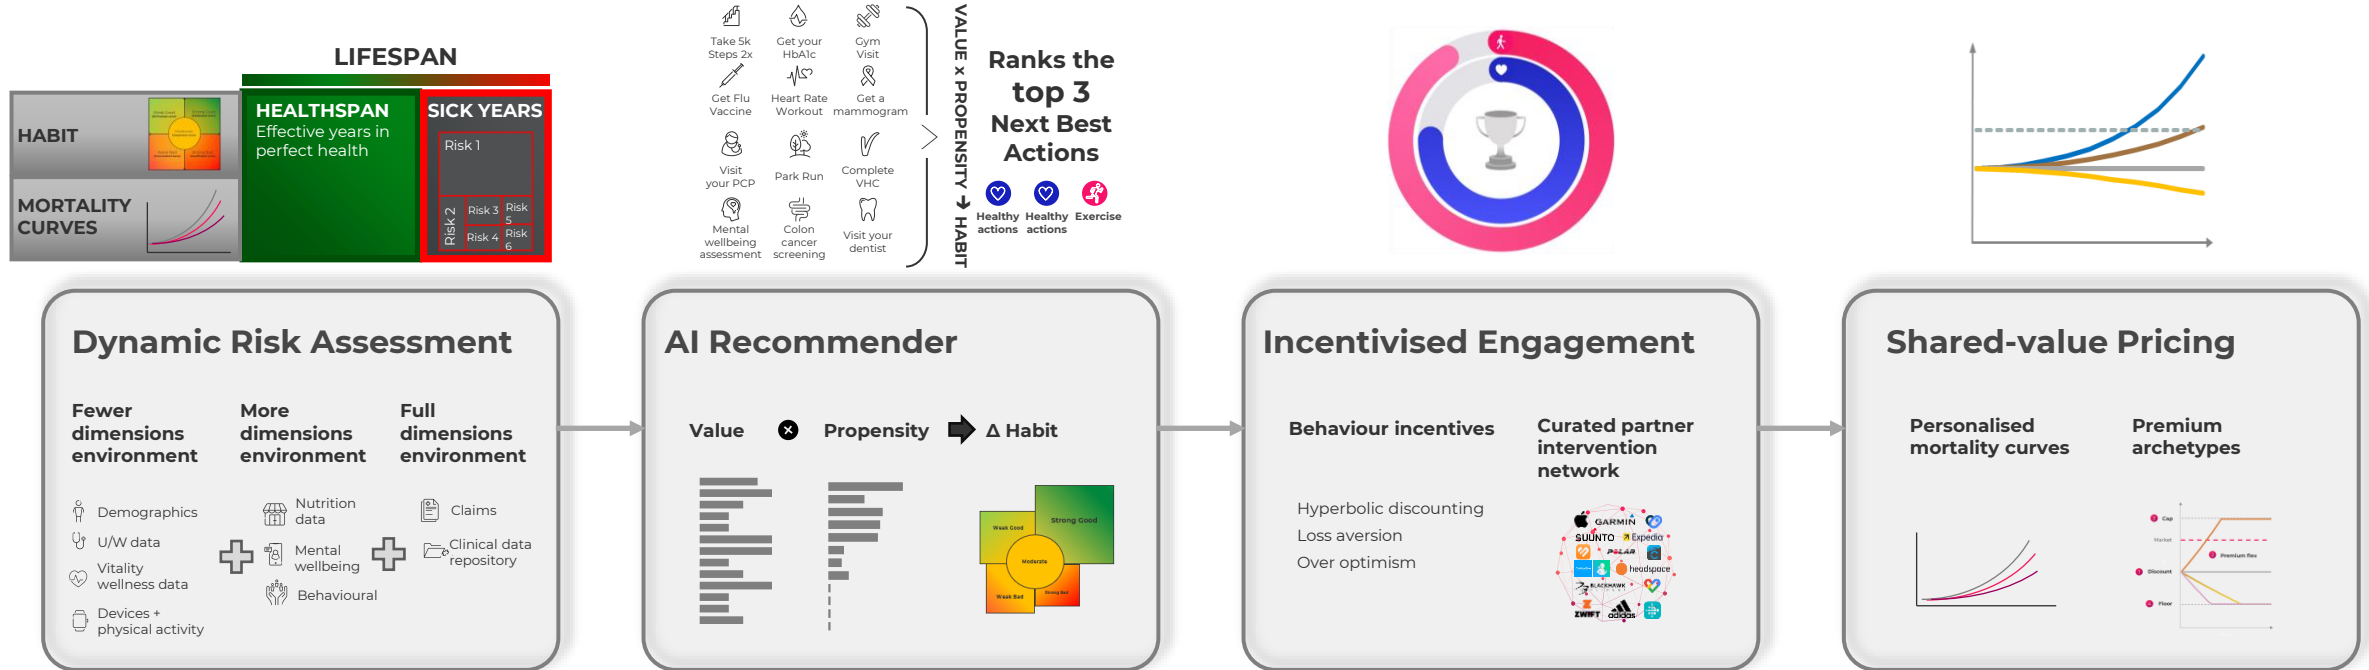 LIFESPAN
HABIT
MORTALITY
CURVES
HEALTHSPAN
Effective years in
perfect health
SICK YEARS
Risk 1
Risk 2
Risk 3
Risk
5
Risk 4
Risk
6
Take 5k
Steps 2x
Get your
HbA1c
Gym
Visit
Get Flu
Vaccine
Heart Rate
Workout
Get a
mammogram
Visit
your PCP
Park Run
Complete
VHC
Mental
wellbeing
assessment
Colon
cancer
screening
Visit your
dentist
VALUE x PROPENSITY → HABIT
Ranks the
top 3
Next Best
Actions
Healthy
actions
Healthy
actions
Exercise
Dynamic Risk Assessment
Fewer
dimensions
environment
More
dimensions
environment
Full
dimensions
environment
Demographics
U/W data
Vitality
wellness data
Devices +
physical activity
Nutrition
data
Mental
wellbeing
Behavioural
Claims
Clinical data
repository
AI Recommender
Value
Propensity
Δ Habit
Weak Good
Strong Good
Moderate
Weak Bad
Strong Bad
Incentivised Engagement
Behaviour incentives
Hyperbolic discounting
Loss aversion
Over optimism
Curated partner
intervention
network
GARMIN
SUUNTO
Expedia
POLAR
headspace
BLACKHAWK
ZWIFT
adidas
Shared-value Pricing
Personalised
mortality curves
Premium
archetypes
Cap
Market
Premium flex
Discount
Floor